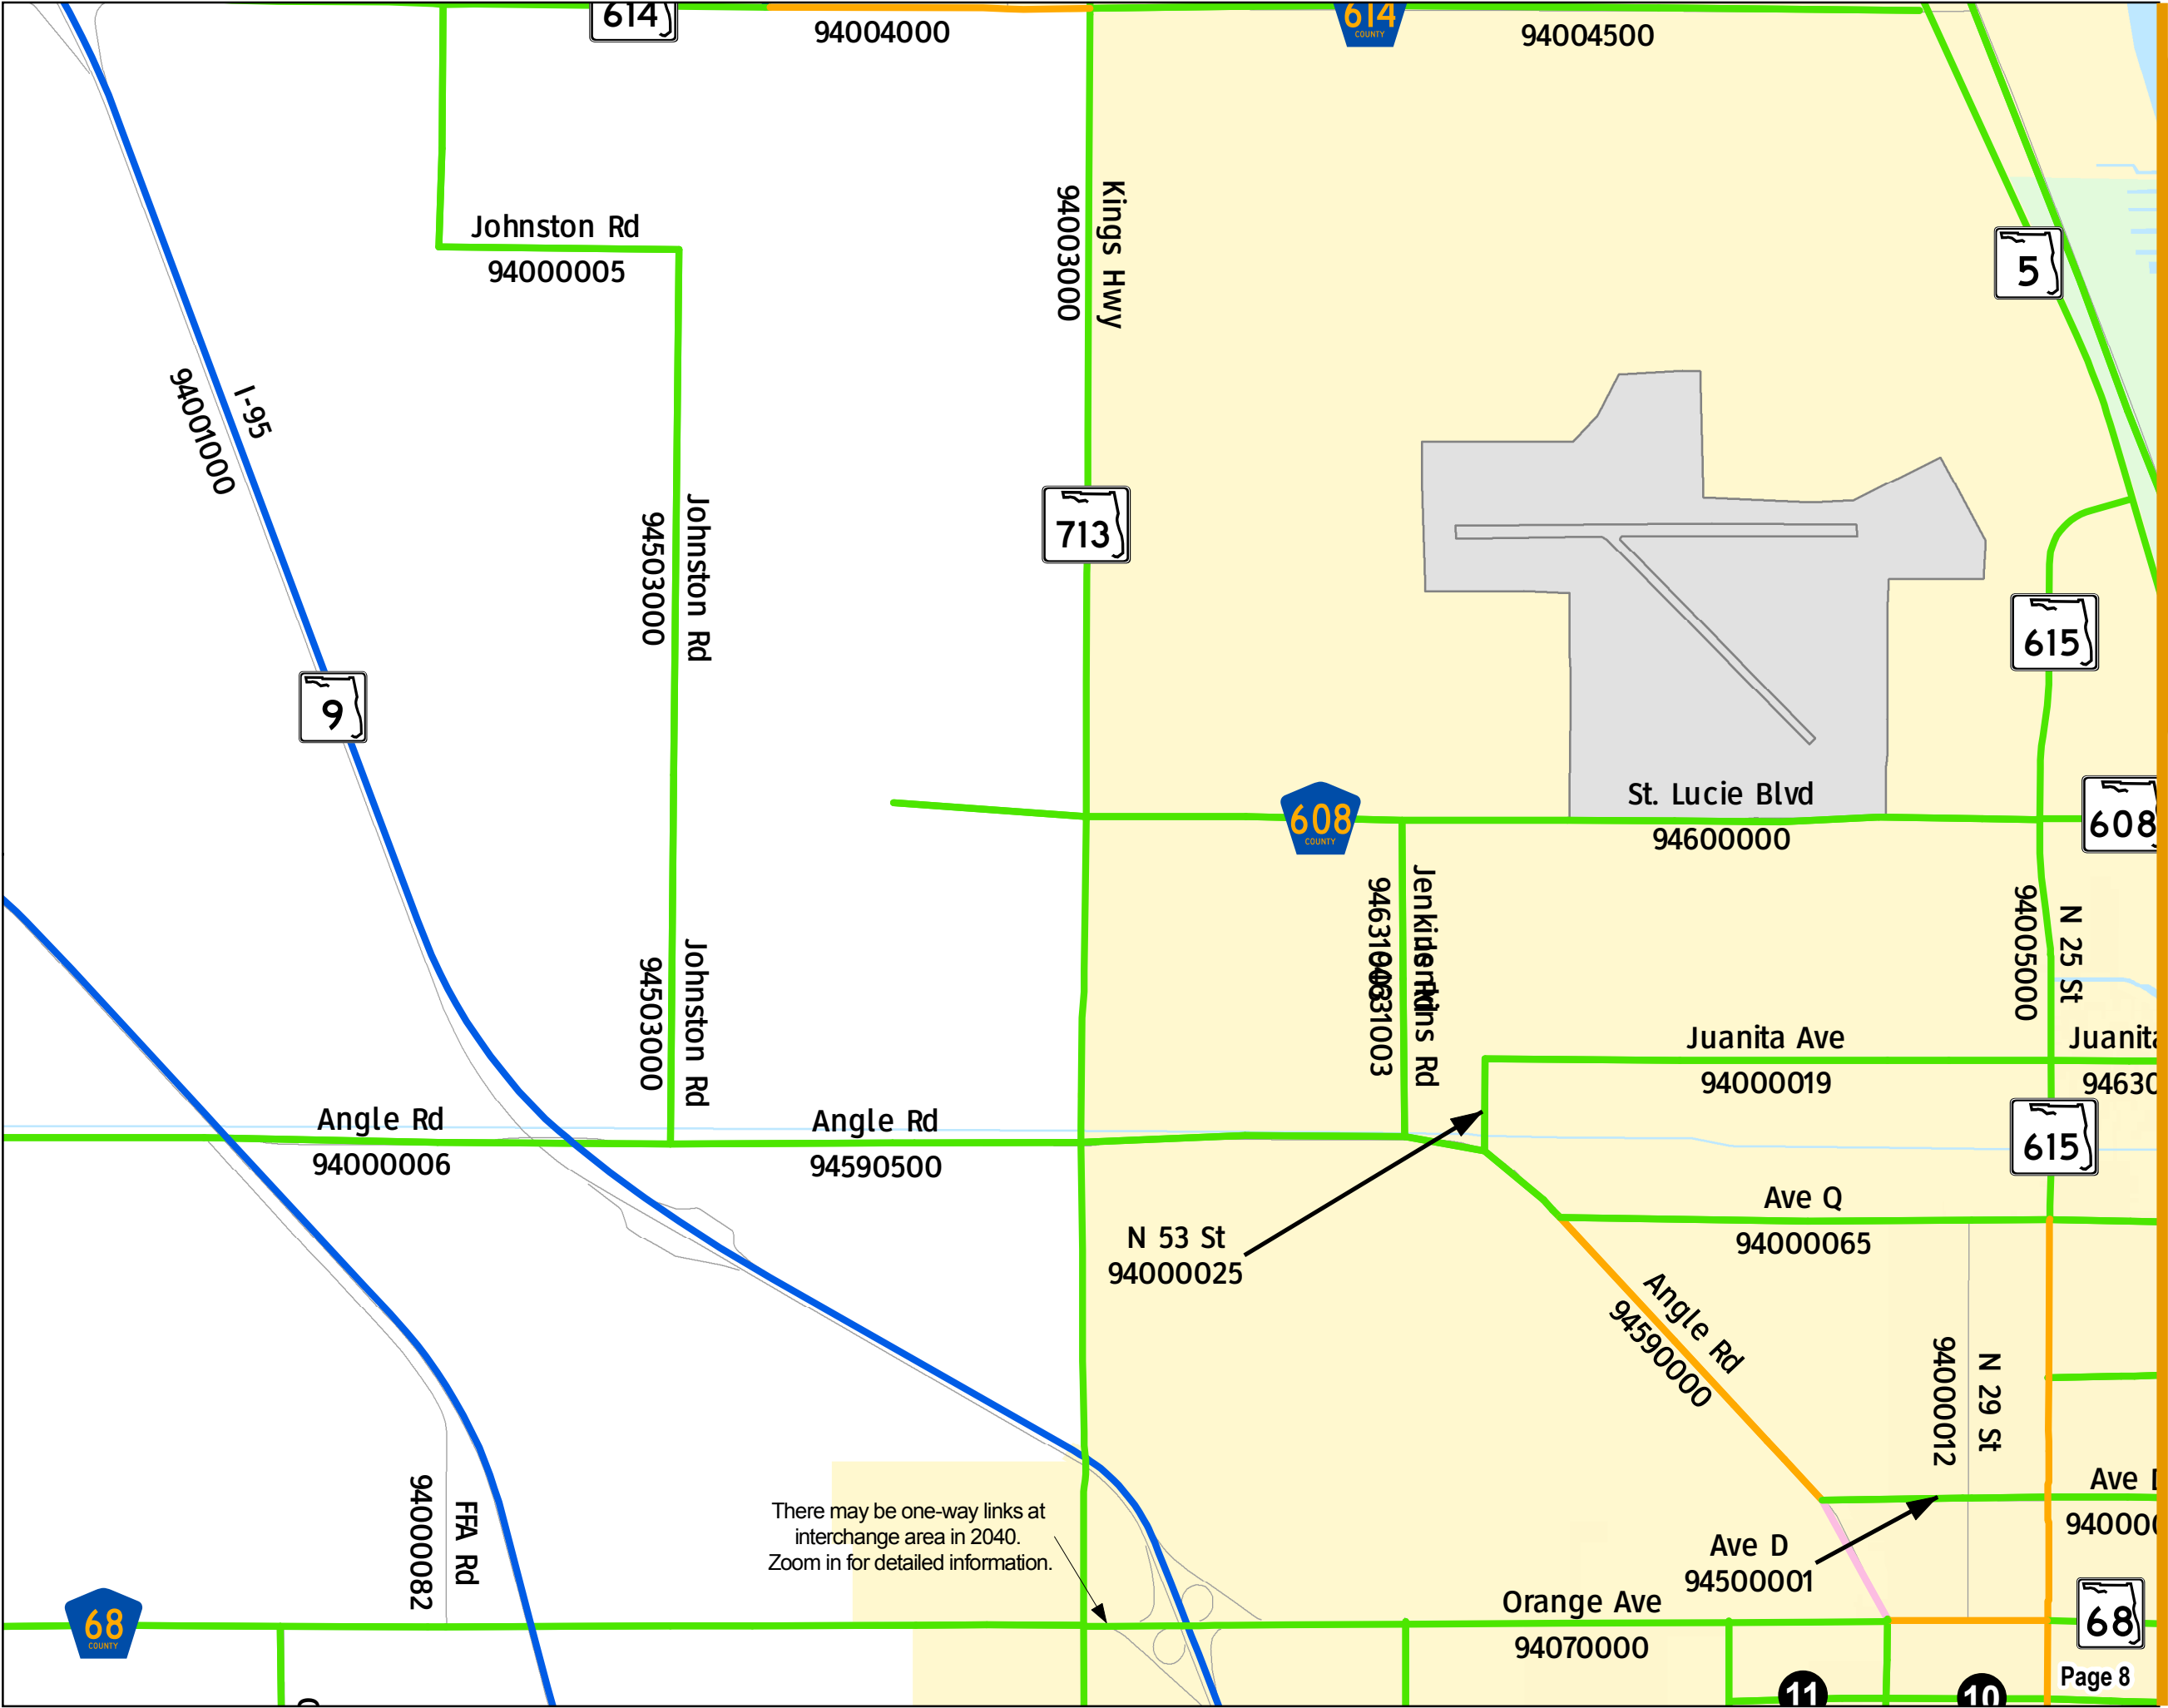 614
94004000
614
COUNTY
94004500
Johnston Rd
94000005
Kings Hwy
94003000
5
I-95
94001000
Johnston Rd
94503000
713
615
9
St. Lucie Blvd
94600000
608
COUNTY
608
Jenkins Rd
94631003
N 25 St
94005000
Johnston Rd
94503000
Juanita Ave
94000019
Juanita
94630
Angle Rd
94000006
Angle Rd
94590500
615
N 53 St
94000025
Ave Q
94000065
Angle Rd
94590000
N 29 St
94000012
FFA Rd
94000082
There may be one-way links at
interchange area in 2040.
Zoom in for detailed information.
Ave D
94500001
Ave D
94000
68
COUNTY
Orange Ave
94070000
68
Page 8
11
10